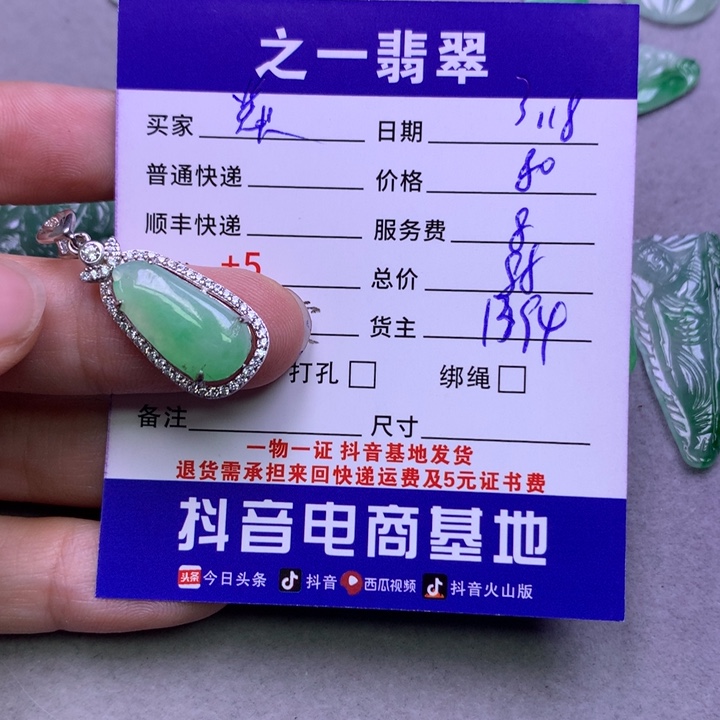 之一翡翠
买家 日期 3.18
普通快递 价格 80
顺丰快递 服务费 8
+5 总价 88
货主 1354
打孔 绑绳
备注 尺寸
一物一证 抖音基地发货
退货需承担来回快递运费及5元证书费
抖音电商基地
头条 今日头条 抖音 西瓜视频 抖音火山版